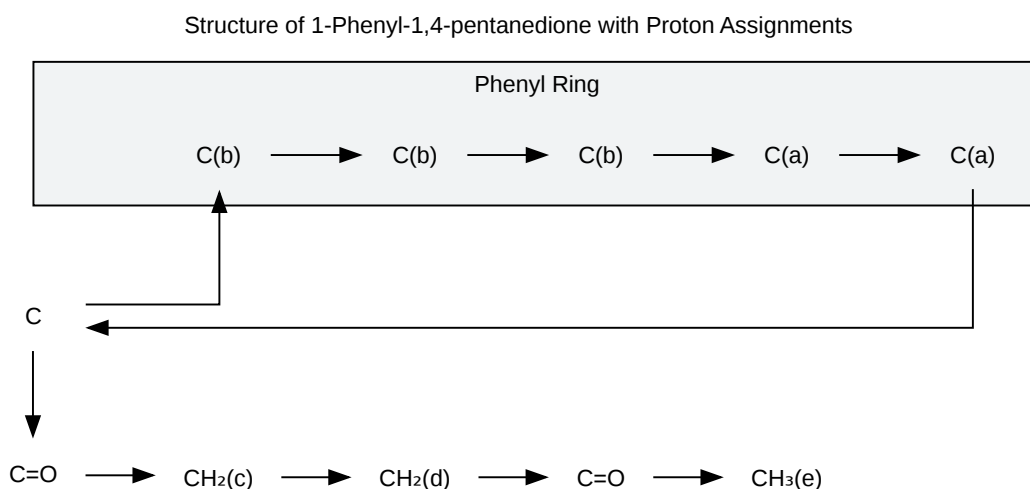 Structure of 1-Phenyl-1,4-pentanedione with Proton Assignments
Phenyl Ring
C(b) C(b) C(b) C(a) C(a)
C
C=O CH₂(c) CH₂(d) C=O CH₃(e)